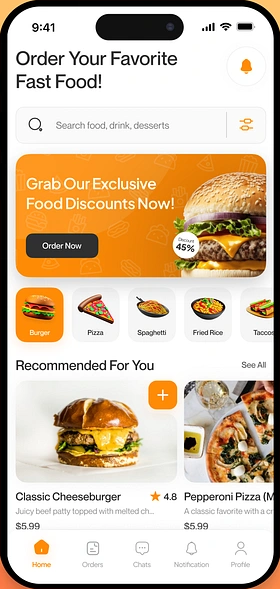 9:41
Order Your Favorite
Fast Food!
Search food, drink, desserts
Grab Our Exclusive
Food Discounts Now!
Order Now
Discount
45%
Burger
Pizza
Spaghetti
Fried Rice
Taccos
Recommended For You
See All
Classic Cheeseburger
4.8
Pepperoni Pizza (M
Juicy beef patty topped with melted ch...
A classic favorite with a cr
$5.99
$5.99
Home
Orders
Chats
Notification
Profile